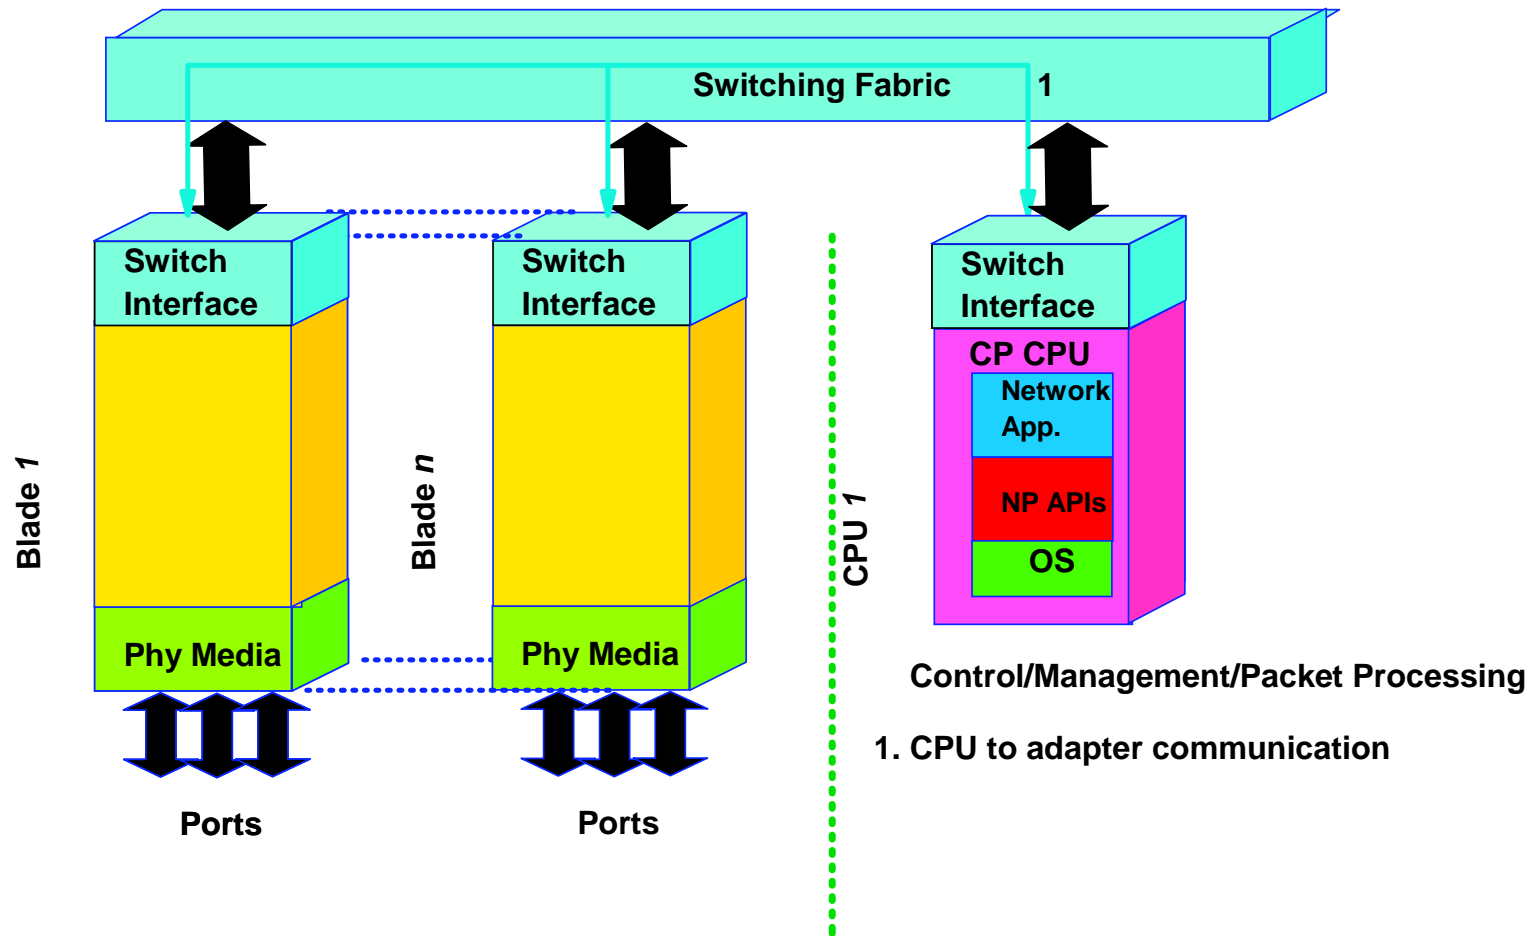 Switching Fabric 1
Switch
Interface
Switch
Interface
Switch
Interface
CP CPU
Network
App.
NP APIs
OS
Blade 1
Blade n
CPU 1
Phy Media
Phy Media
Control/Management/Packet Processing
1. CPU to adapter communication
Ports
Ports